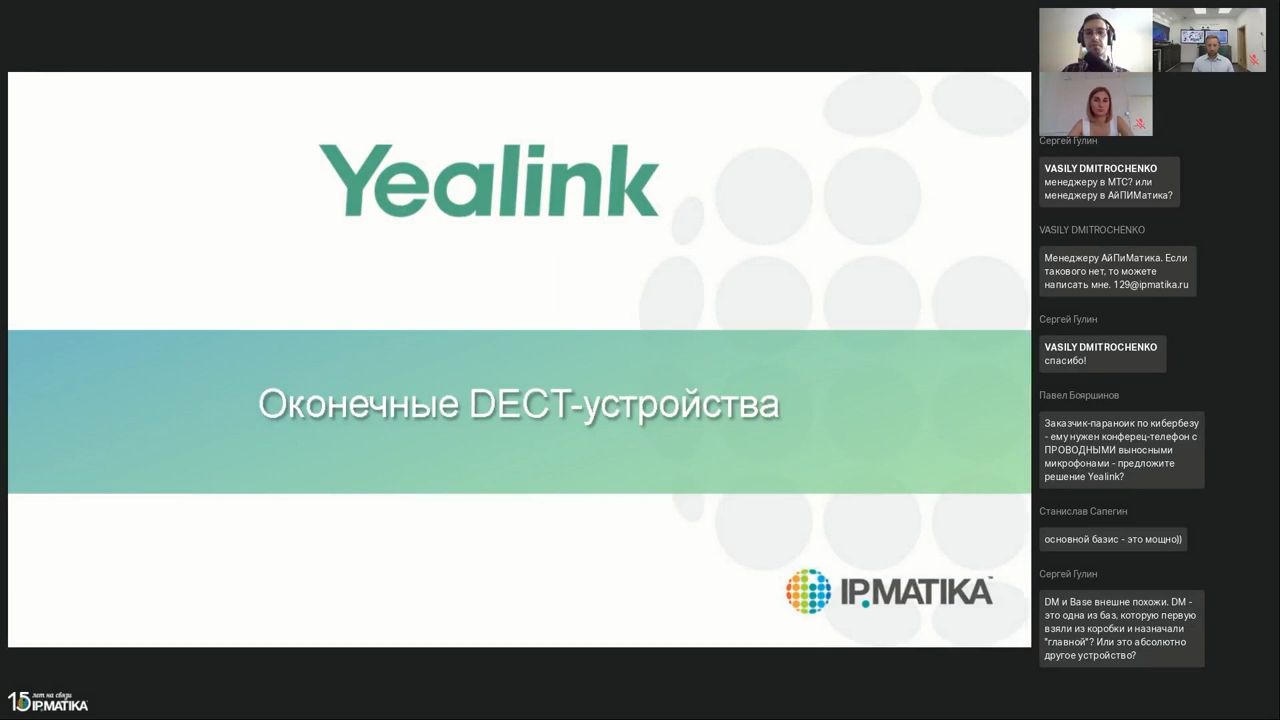 Yealink
Оконечные DECT-устройства
IPMATIKA™
15 лет на связи
IPMATIKA
Сергей Гулин
VASILY DMITROCHENKO
менеджеру в МТС? или
менеджеру в АйПИМатика?
VASILY DMITROCHENKO
Менеджеру АйПиМатика. Если
такового нет, то можете
написать мне. 129@ipmatika.ru
Сергей Гулин
VASILY DMITROCHENKO
спасибо!
Павел Бояршинов
Заказчик-параноик по кибербезу
- ему нужен конферец-телефон с
ПРОВОДНЫМИ выносными
микрофонами - предложите
решение Yealink?
Станислав Сапегин
основной базис - это мощно))
Сергей Гулин
DM и Base внешне похожи. DM -
это одна из баз, которую первую
взяли из коробки и назначали
"главной"? Или это абсолютно
другое устройство?